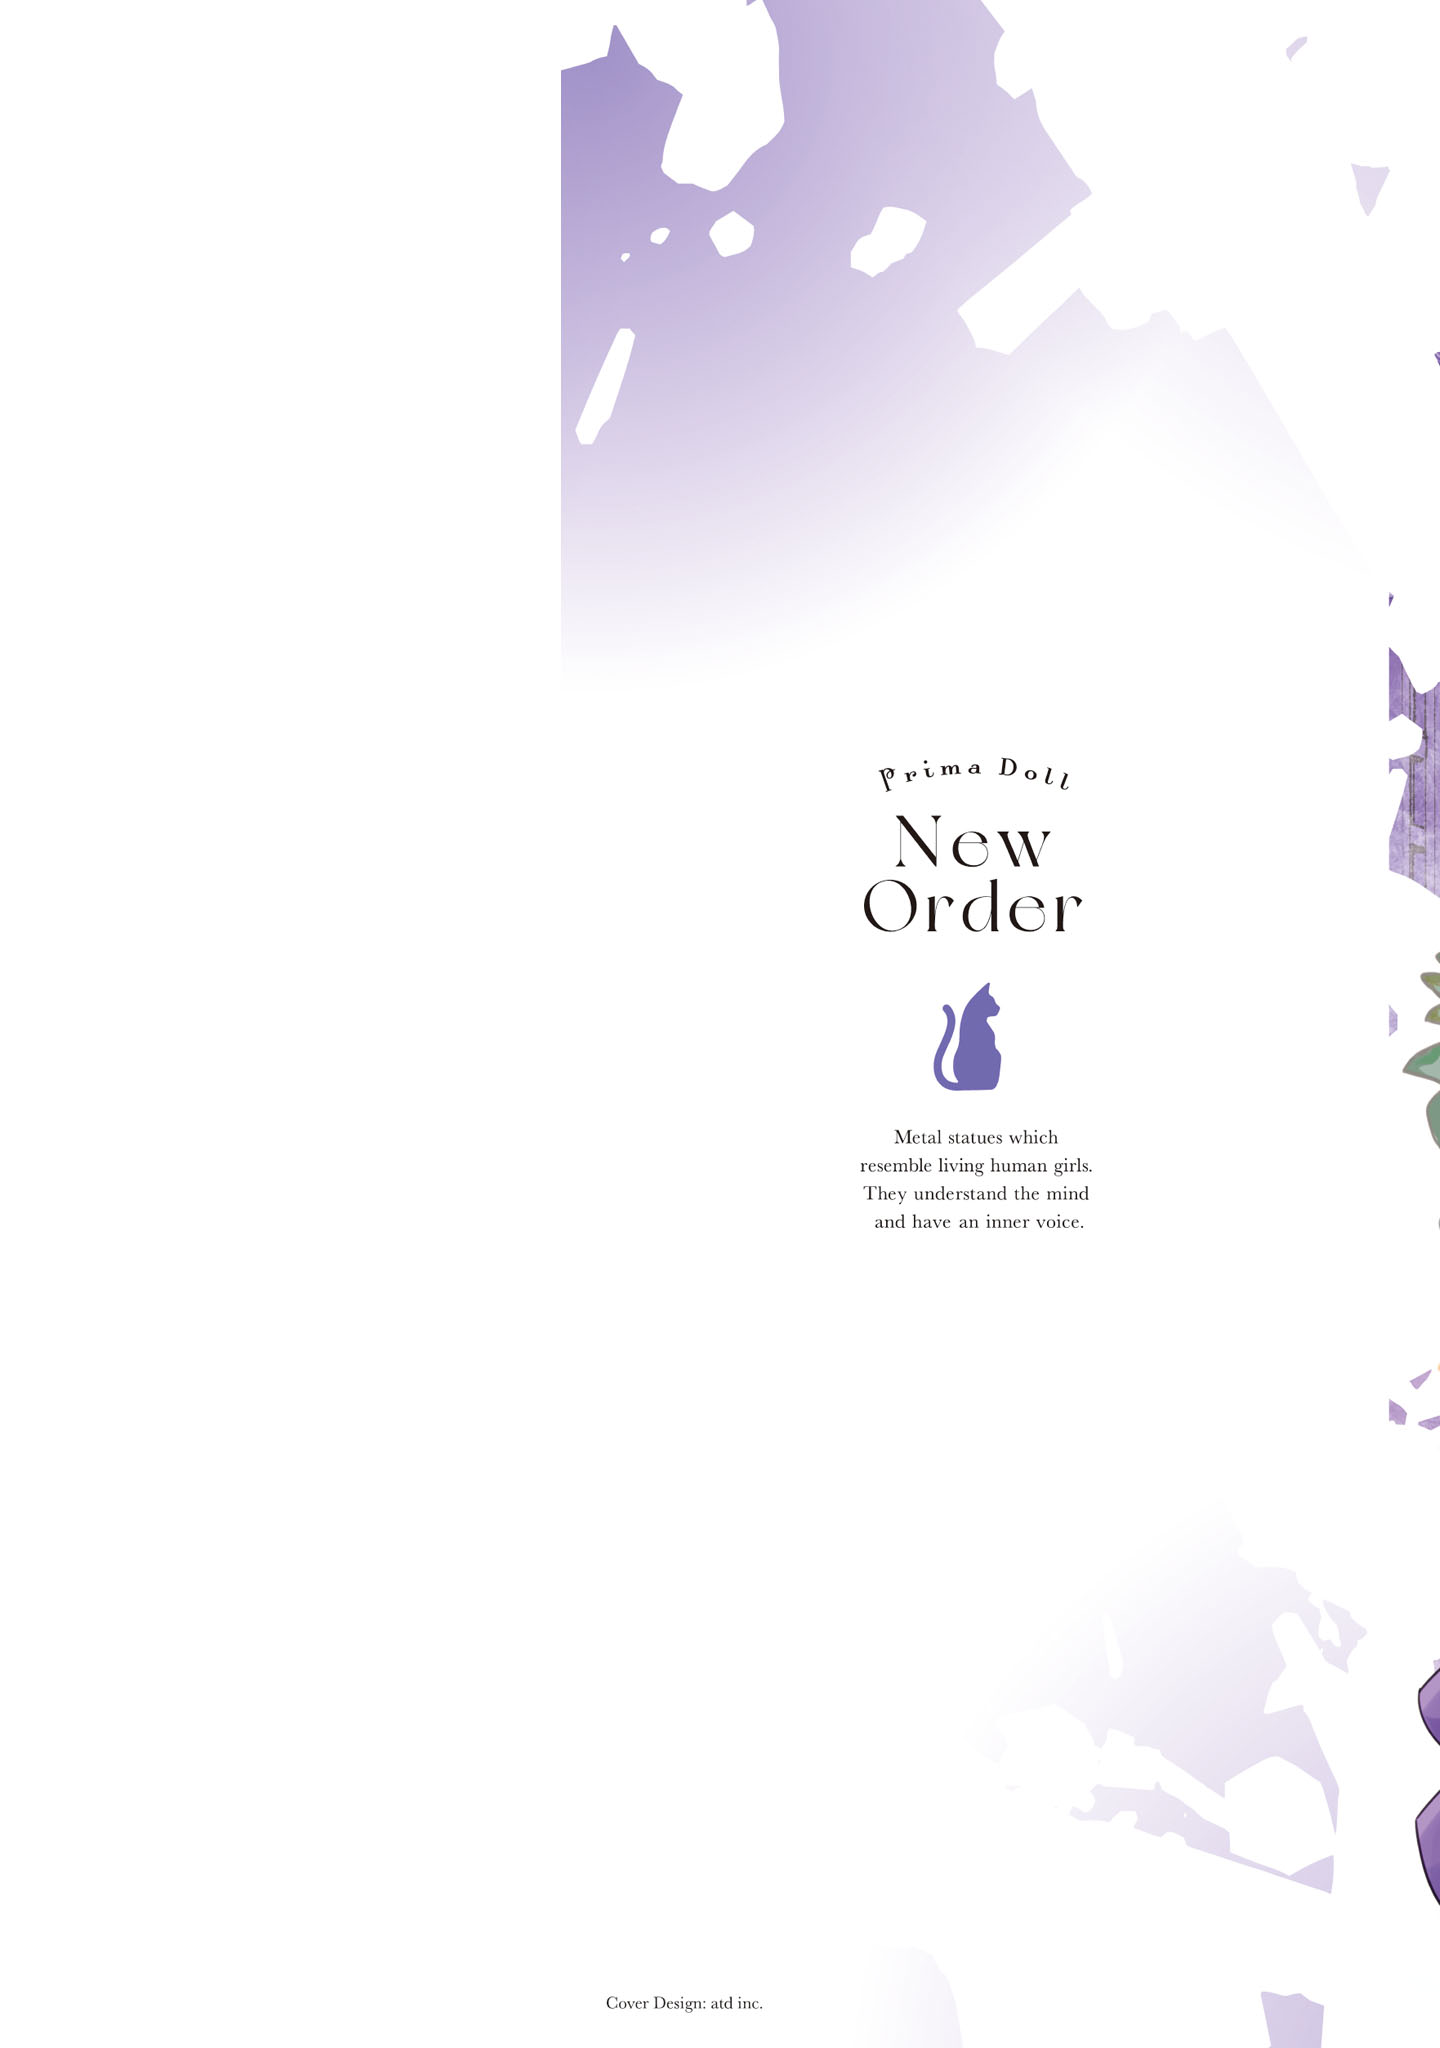 Prima Doll
New
Order
Metal statues which
resemble living human girls.
They understand the mind
and have an inner voice.
Cover Design: atd inc.